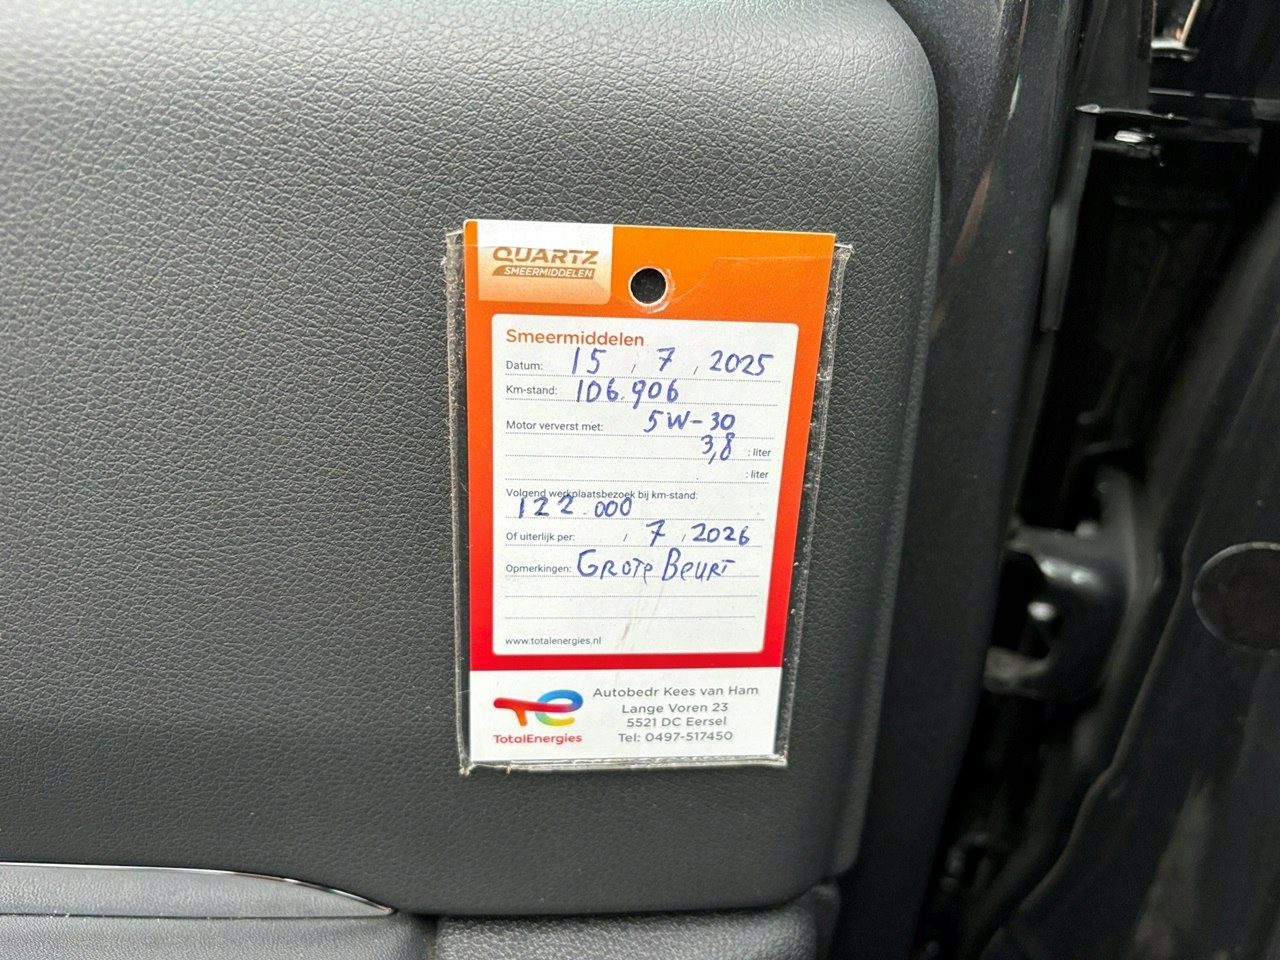 QUARTZ
SMEERMIDDELEN
Smeermiddelen
Datum: 15 / 7 / 2025
Km-stand: 106.906
Motor ververst met: 5W-30
3,8 : liter
: liter
Volgend werkplaatsbezoek bij km-stand:
122.000
Of uiterlijk per: / 7 / 2026
Opmerkingen: Grote Beurt
www.totalenergies.nl
Autobedr Kees van Ham
Lange Voren 23
5521 DC Eersel
Tel: 0497-517450
TotalEnergies